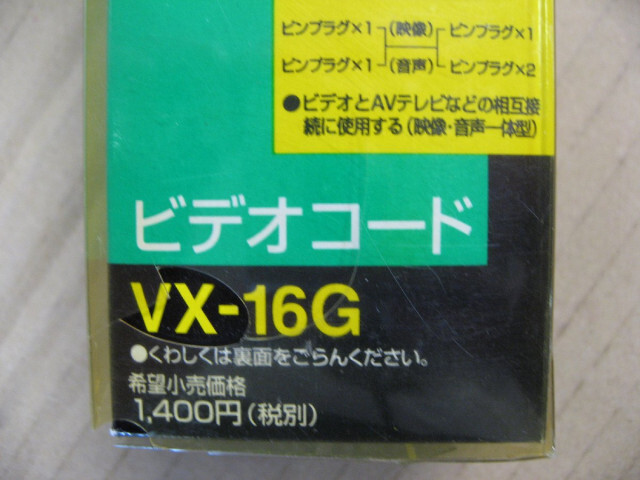 ピンプラグ×1 (映像) ピンプラグ×1
ピンプラグ×1 (音声) ピンプラグ×2
●ビデオとAVテレビなどの相互接
続に使用する(映像・音声一体型)
ビデオコード
VX-16G
●くわしくは裏面をごらんください。
希望小売価格
1,400円(税別)